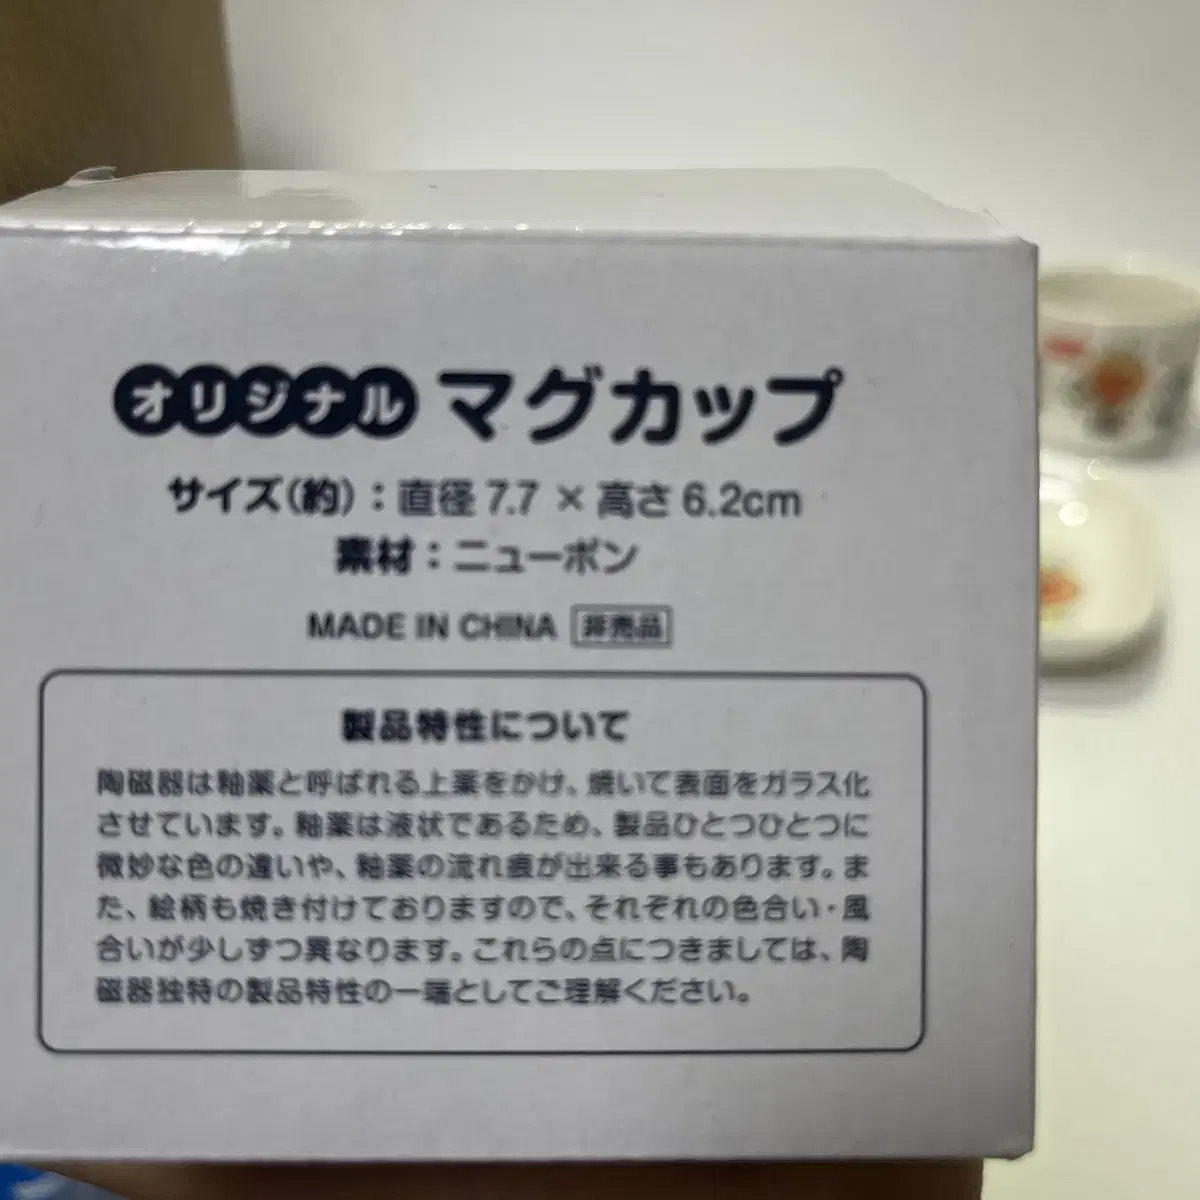 オリジナル マグカップ
サイズ(約)：直径 7.7 × 高さ 6.2cm
素材：ニューボン
MADE IN CHINA 非売品
製品特性について
陶磁器は釉薬と呼ばれる上薬をかけ、焼いて表面をガラス化
させています。釉薬は液状であるため、製品ひとつひとつに
微妙な色の違いや、釉薬の流れ痕が出来る事もあります。ま
た、絵柄も焼き付けておりますので、それぞれの色合い・風
合いが少しずつ異なります。これらの点につきましては、陶
磁器独特の製品特性の一端としてご理解ください。